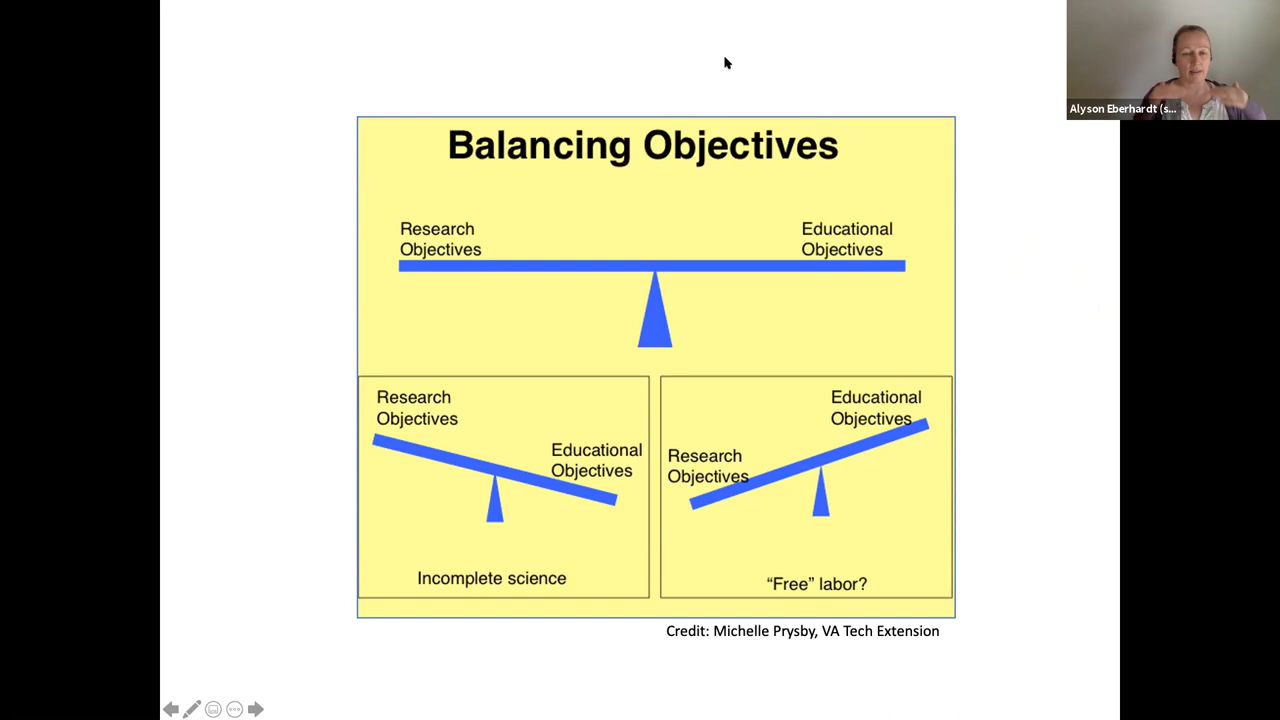 Alyson Eberhardt (s...
Balancing Objectives
Research
Objectives
Educational
Objectives
Research
Objectives
Educational
Objectives
Incomplete science
Educational
Objectives
Research
Objectives
“Free” labor?
Credit: Michelle Prysby, VA Tech Extension